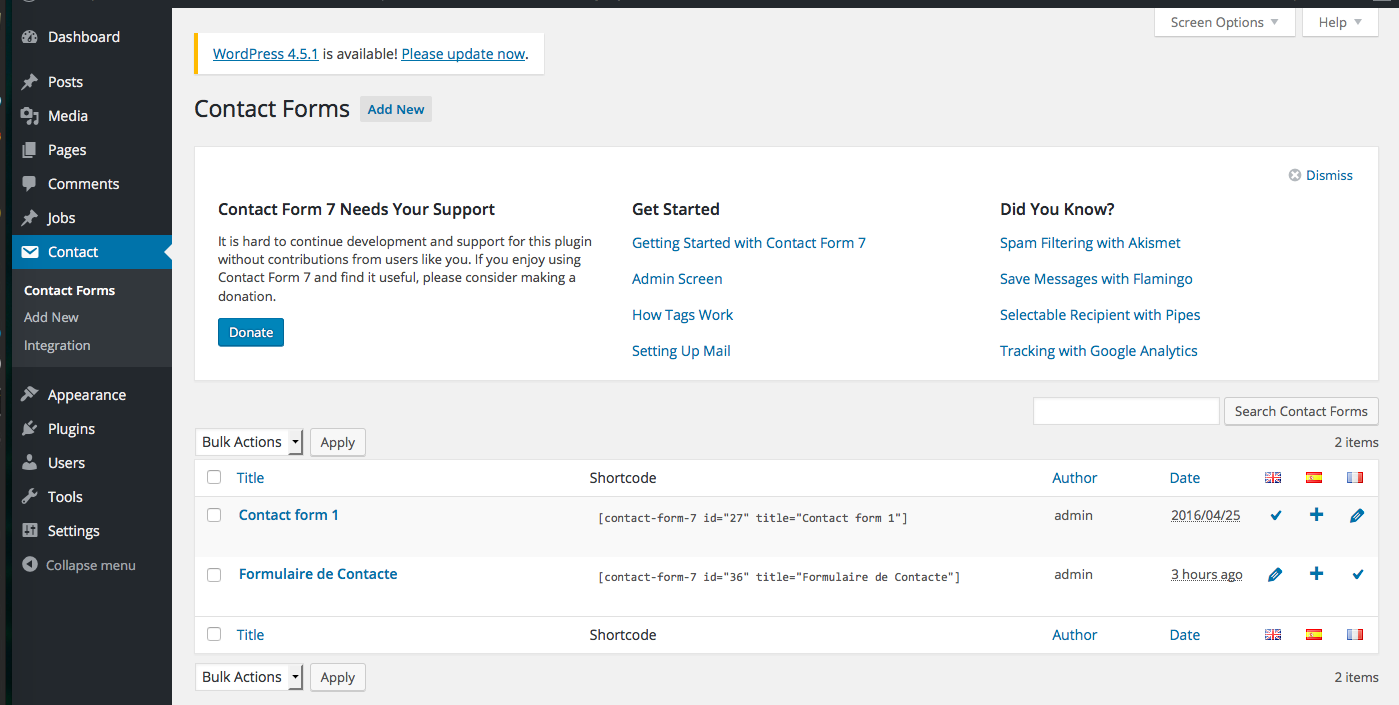 Screen Options
Help
Dashboard
Posts
Media
Pages
Comments
Jobs
Contact
Contact Forms
Add New
Integration
Appearance
Plugins
Users
Tools
Settings
Collapse menu
WordPress 4.5.1 is available! Please update now.
Contact Forms Add New
Dismiss
Contact Form 7 Needs Your Support
It is hard to continue development and support for this plugin
without contributions from users like you. If you enjoy using
Contact Form 7 and find it useful, please consider making a
donation.
Donate
Get Started
Getting Started with Contact Form 7
Admin Screen
How Tags Work
Setting Up Mail
Did You Know?
Spam Filtering with Akismet
Save Messages with Flamingo
Selectable Recipient with Pipes
Tracking with Google Analytics
Search Contact Forms
Bulk Actions Apply 2 items
Title Shortcode Author Date
Contact form 1 [contact-form-7 id="27" title="Contact form 1"] admin 2016/04/25
Formulaire de Contacte [contact-form-7 id="36" title="Formulaire de Contacte"] admin 3 hours ago
Title Shortcode Author Date
Bulk Actions Apply 2 items